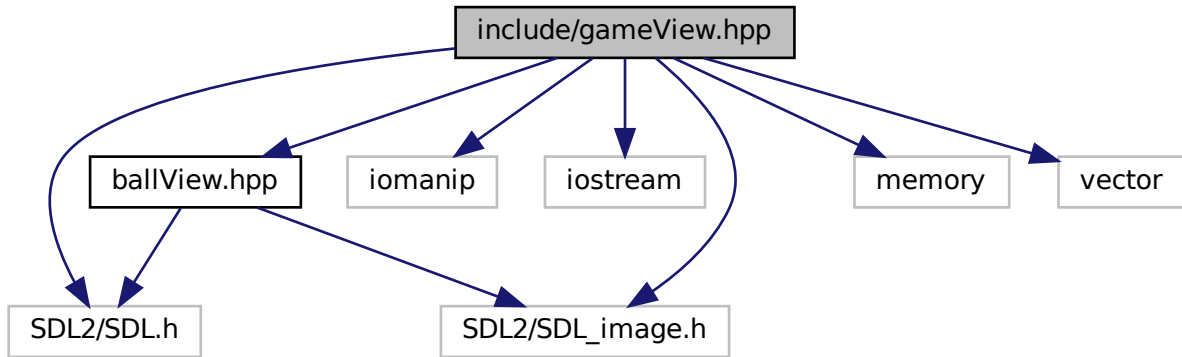 include/gameView.hpp
ballView.hpp
iomanip
iostream
memory
vector
SDL2/SDL.h
SDL2/SDL_image.h